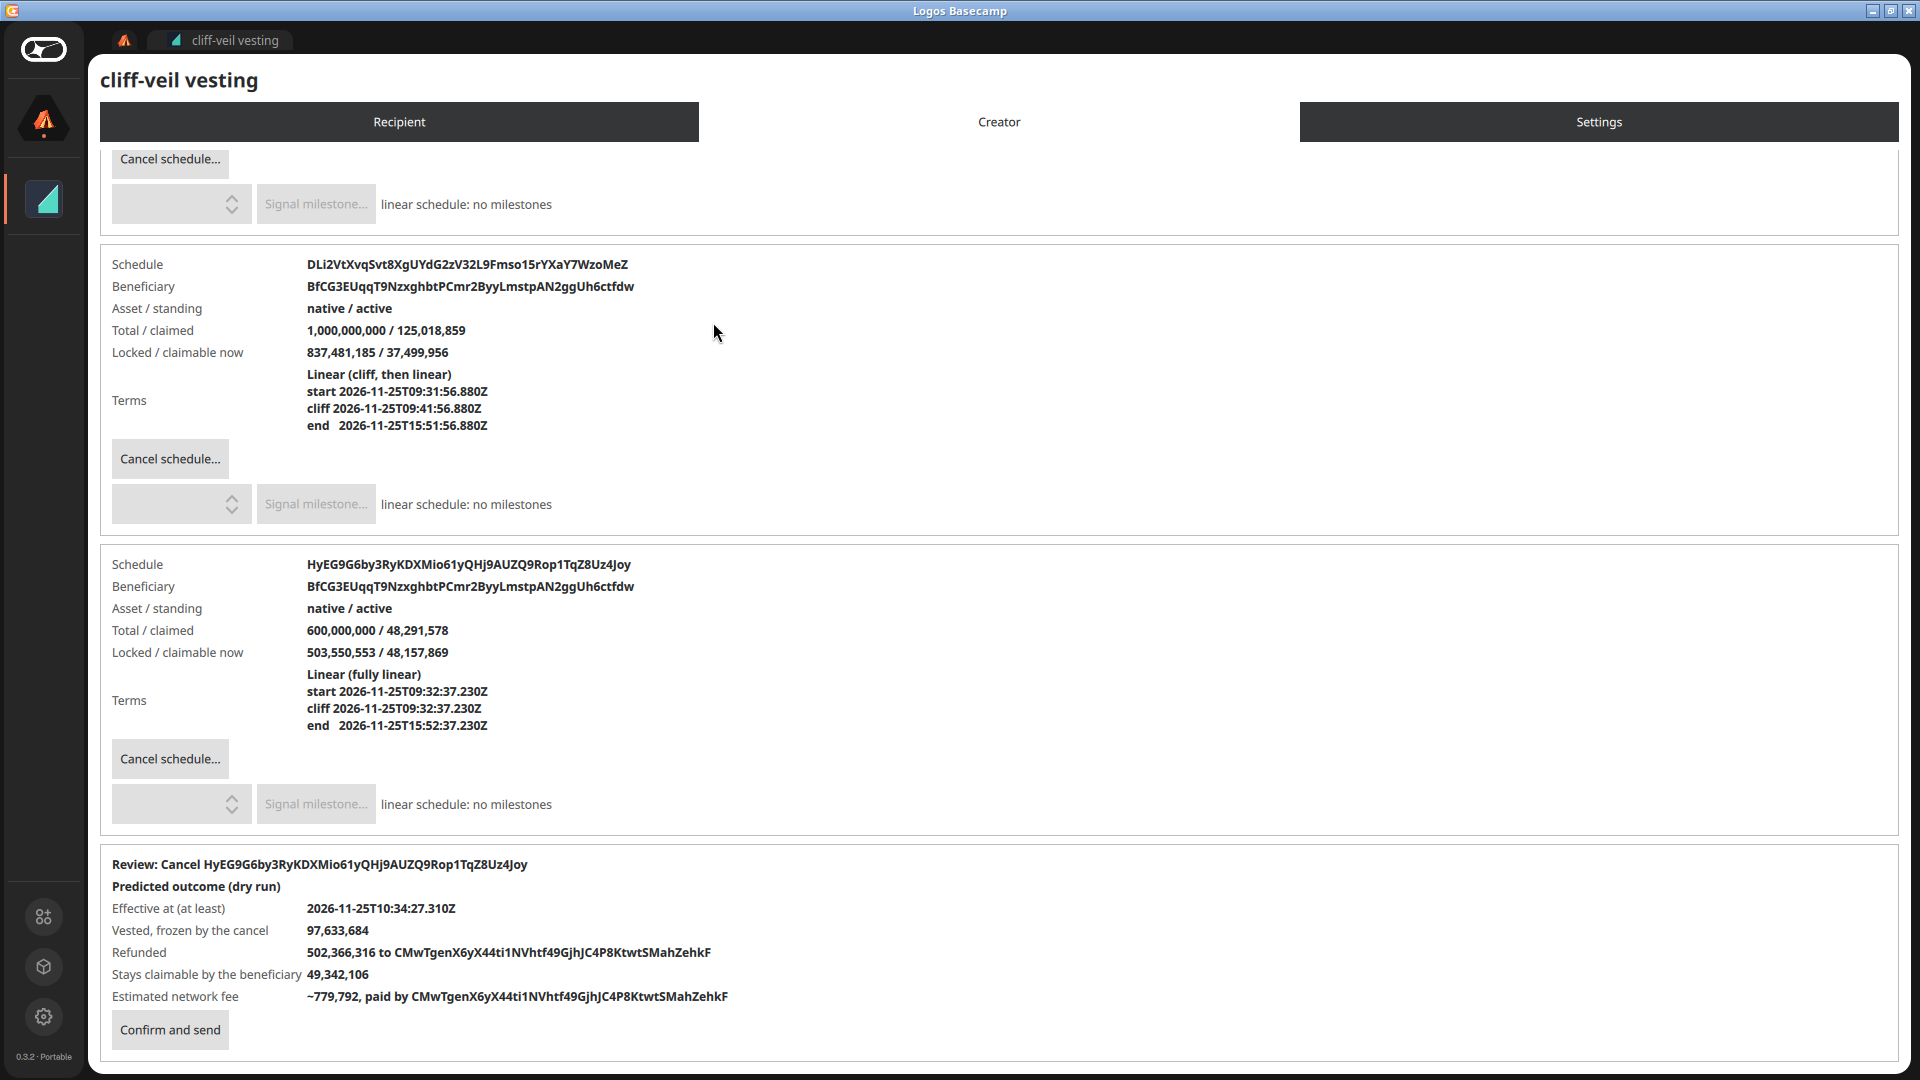 Logos Basecamp
cliff-veil vesting
cliff-veil vesting
Recipient
Creator
Settings
Cancel schedule...
Signal milestone...
linear schedule: no milestones
Schedule DLi2VtXvqSvt8XgUYdG2zV32L9Fmso15rYXaY7WzoMeZ
Beneficiary BfCG3EUqqT9NzxghbtPCmr2ByyLmstpAN2ggUh6ctfdw
Asset / standing native / active
Total / claimed 1,000,000,000 / 125,018,859
Locked / claimable now 837,481,185 / 37,499,956
Linear (cliff, then linear)
start 2026-11-25T09:31:56.880Z
Terms
cliff 2026-11-25T09:41:56.880Z
end 2026-11-25T15:51:56.880Z
Cancel schedule...
Signal milestone...
linear schedule: no milestones
Schedule HyEG9G6by3RyKDXMio61yQHj9AUZQ9Rop1TqZ8Uz4Joy
Beneficiary BfCG3EUqqT9NzxghbtPCmr2ByyLmstpAN2ggUh6ctfdw
Asset / standing native / active
Total / claimed 600,000,000 / 48,291,578
Locked / claimable now 503,550,553 / 48,157,869
Linear (fully linear)
start 2026-11-25T09:32:37.230Z
Terms
cliff 2026-11-25T09:32:37.230Z
end 2026-11-25T15:52:37.230Z
Cancel schedule...
Signal milestone...
linear schedule: no milestones
Review: Cancel HyEG9G6by3RyKDXMio61yQHj9AUZQ9Rop1TqZ8Uz4Joy
Predicted outcome (dry run)
Effective at (at least) 2026-11-25T10:34:27.310Z
Vested, frozen by the cancel 97,633,684
Refunded 502,366,316 to CMwTgenX6yX44ti1NVhtf49GjhJC4P8KtwtSMahZehkF
Stays claimable by the beneficiary 49,342,106
Estimated network fee ~779,792, paid by CMwTgenX6yX44ti1NVhtf49GjhJC4P8KtwtSMahZehkF
Confirm and send
0.3.2 · Portable